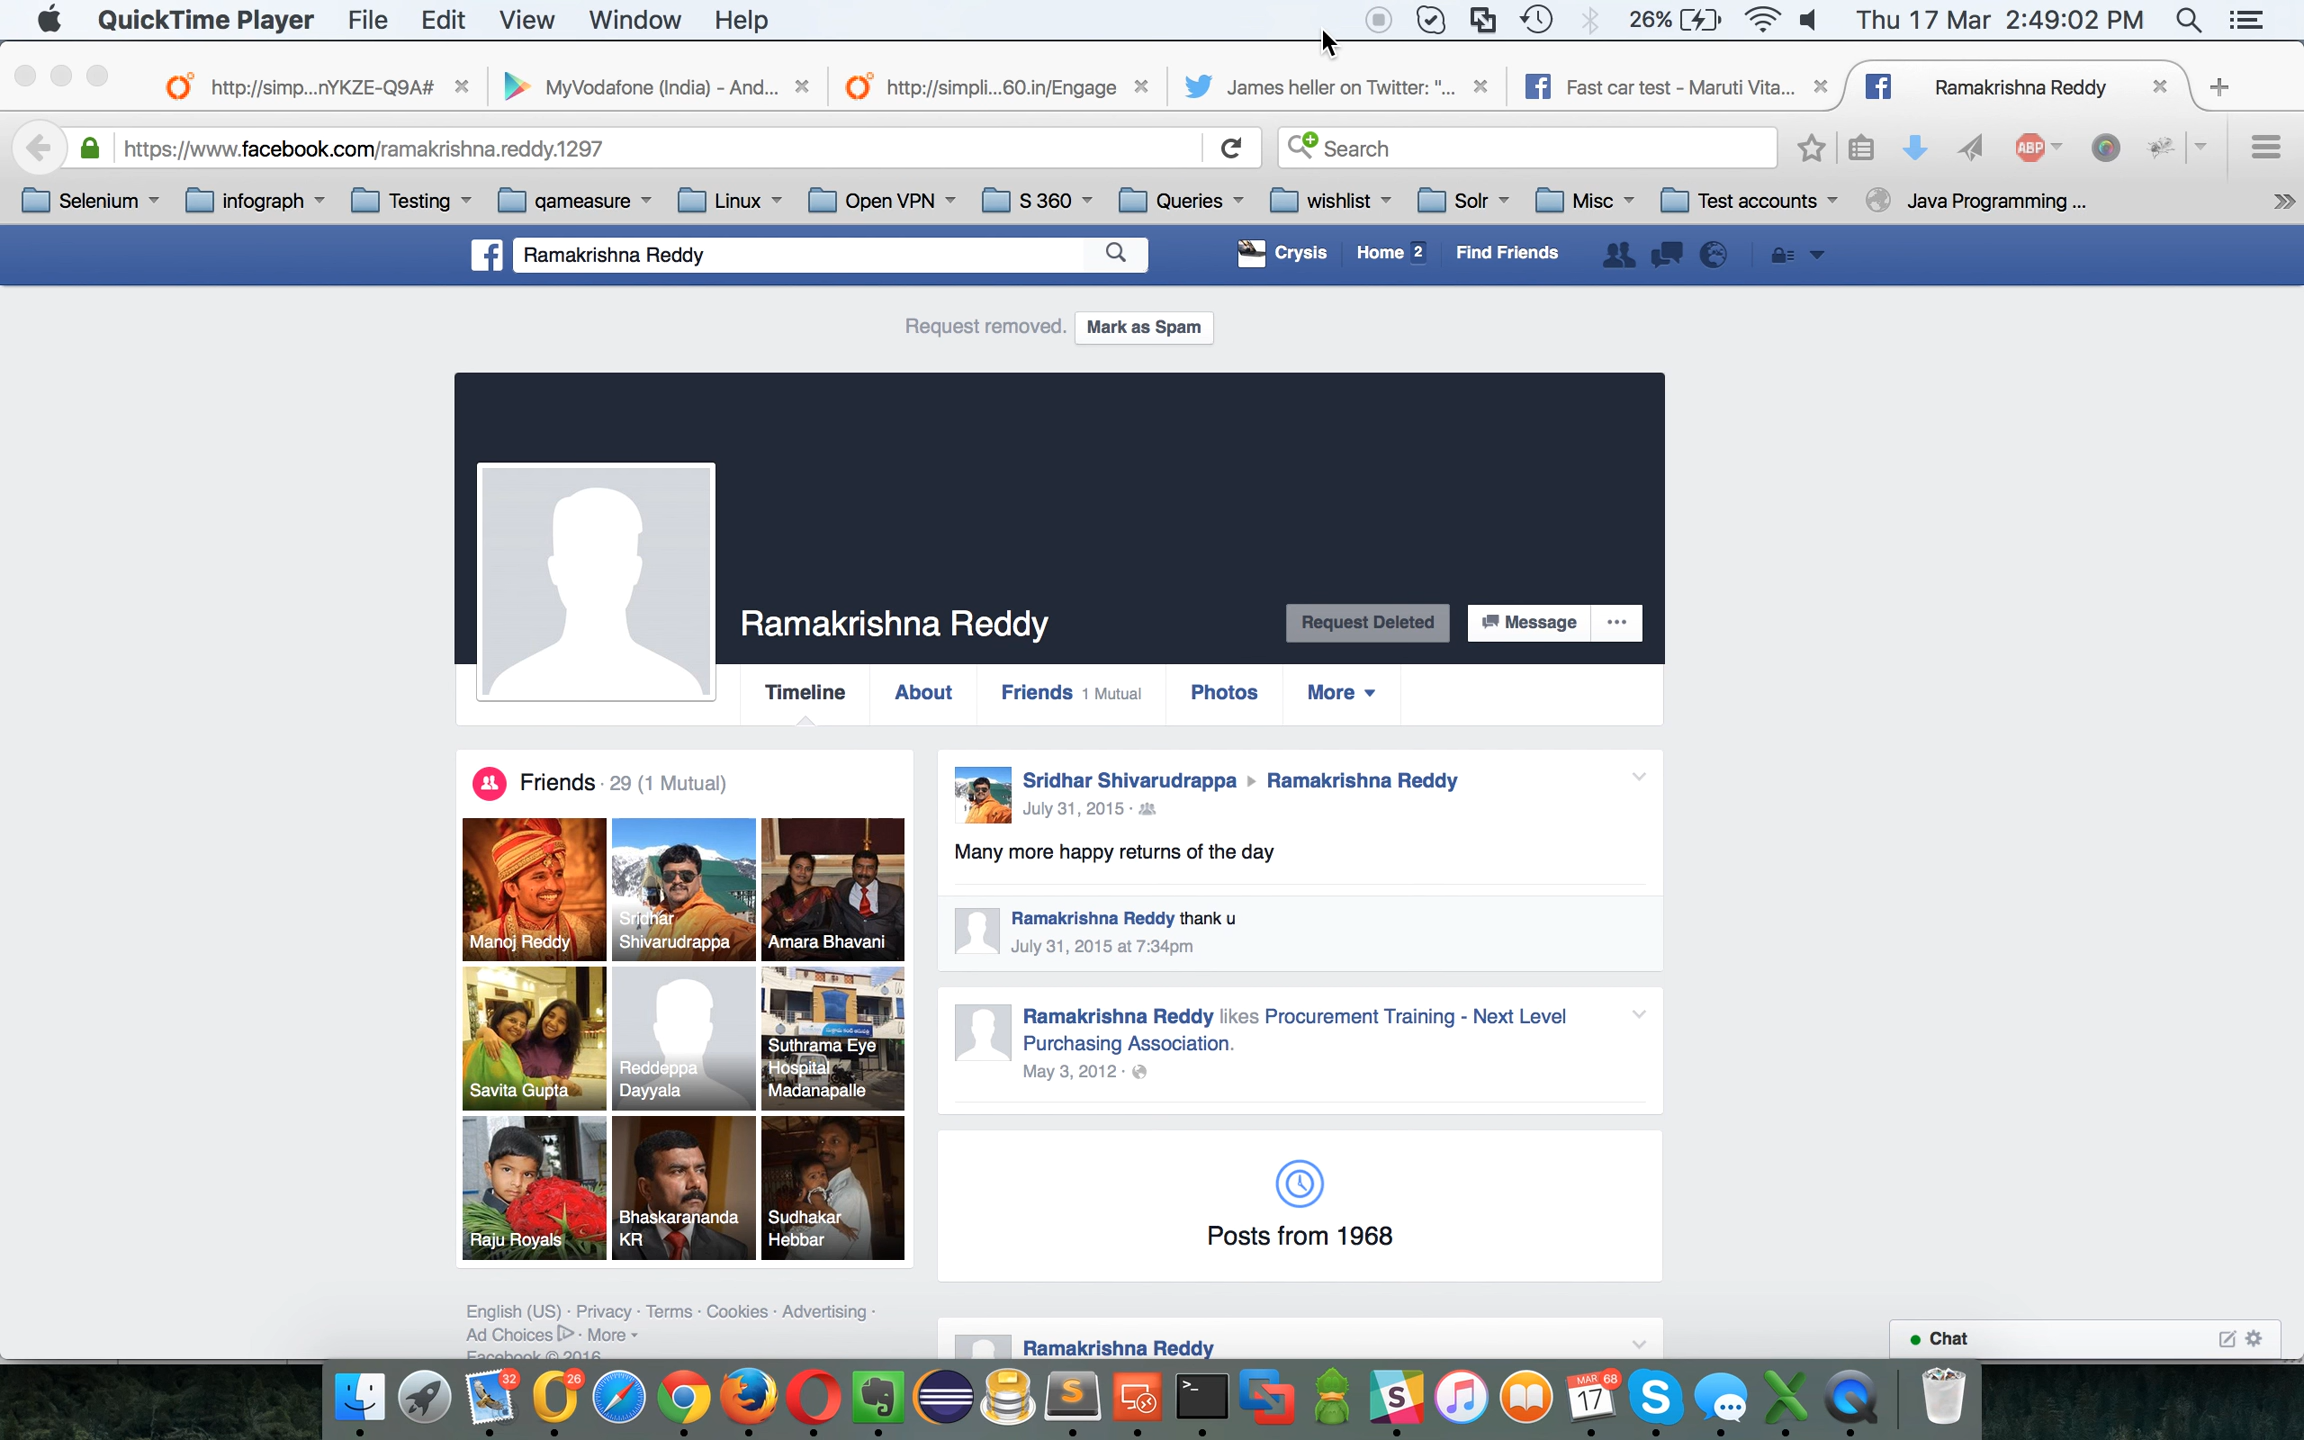 QuickTime Player File Edit View Window Help 26% Thu 17 Mar 2:49:02 PM
http://simp...nYKZE-Q9A# MyVodafone (India) - And... http://simpli...60.in/Engage James heller on Twitter: "... Fast car test - Maruti Vita... Ramakrishna Reddy
https://www.facebook.com/ramakrishna.reddy.1297 Search ABP
Selenium infograph Testing qameasure Linux Open VPN S 360 Queries wishlist Solr Misc Test accounts Java Programming ...
Ramakrishna Reddy Crysis Home 2 Find Friends
Request removed. Mark as Spam
Ramakrishna Reddy Request Deleted Message ...
Timeline About Friends 1 Mutual Photos More
Friends · 29 (1 Mutual)
Manoj Reddy
Sridhar
Shivarudrappa
Amara Bhavani
Savita Gupta
Reddeppa
Dayyala
Suthrama Eye
Hospital
Madanapalle
Raju Royals
Bhaskarananda
KR
Sudhakar
Hebbar
English (US) · Privacy · Terms · Cookies · Advertising ·
Ad Choices · More
Facebook © 2016
Sridhar Shivarudrappa Ramakrishna Reddy
July 31, 2015 ·
Many more happy returns of the day
Ramakrishna Reddy thank u
July 31, 2015 at 7:34pm
Ramakrishna Reddy likes Procurement Training - Next Level
Purchasing Association.
May 3, 2012 ·
Posts from 1968
Ramakrishna Reddy
Chat
32 26 S S MAR 68 17 S X